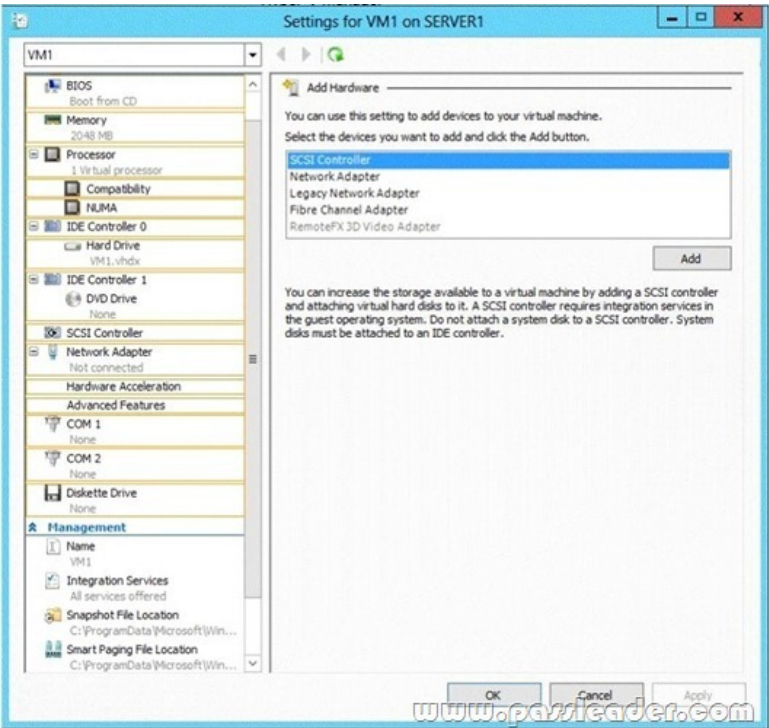 Settings for VM1 on SERVER1
VM1
BIOS
Boot from CD
Memory
2048 MB
Processor
1 Virtual processor
Compatibility
NUMA
IDE Controller 0
Hard Drive
VM1.vhdx
IDE Controller 1
DVD Drive
None
SCSI Controller
Network Adapter
Not connected
Hardware Acceleration
Advanced Features
COM 1
None
COM 2
None
Diskette Drive
None
Management
Name
VM1
Integration Services
All services offered
Snapshot File Location
C:\ProgramData\Microsoft\Win...
Smart Paging File Location
C:\ProgramData\Microsoft\Win...
Add Hardware
You can use this setting to add devices to your virtual machine.
Select the devices you want to add and click the Add button.
SCSI Controller
Network Adapter
Legacy Network Adapter
Fibre Channel Adapter
RemoteFX 3D Video Adapter
Add
You can increase the storage available to a virtual machine by adding a SCSI controller
and attaching virtual hard disks to it. A SCSI controller requires integration services in
the guest operating system. Do not attach a system disk to a SCSI controller. System
disks must be attached to an IDE controller.
OK Cancel Apply
www.passleader.com